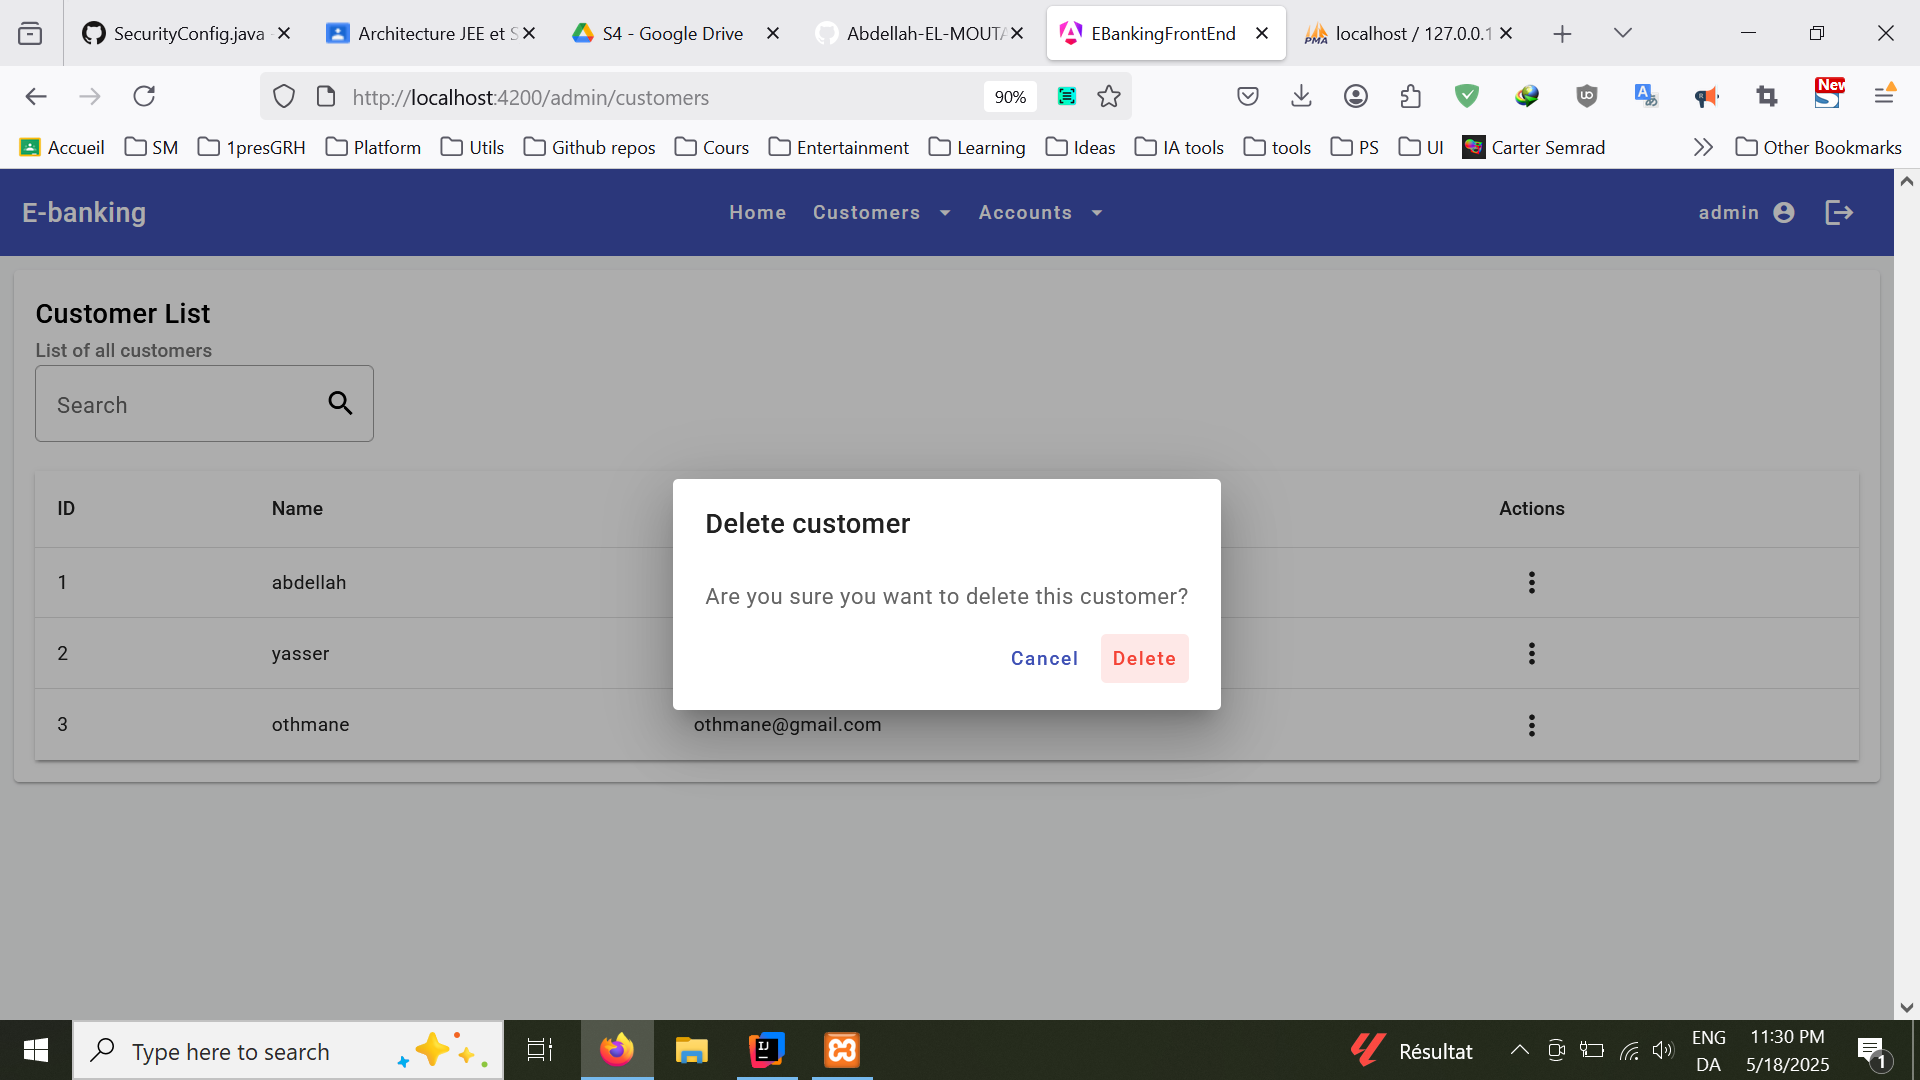 SecurityConfig.java
Architecture JEE et S
S4 - Google Drive
Abdellah-EL-MOUTA
EBankingFrontEnd
localhost / 127.0.0.1
http://localhost:4200/admin/customers
90%
New
Accueil
SM
1presGRH
Platform
Utils
Github repos
Cours
Entertainment
Learning
Ideas
IA tools
tools
PS
UI
Carter Semrad
Other Bookmarks
E-banking
Home
Customers
Accounts
admin
Customer List
List of all customers
Search
ID
Name
Actions
1
abdellah
2
yasser
3
othmane
othmane@gmail.com
Delete customer
Are you sure you want to delete this customer?
Cancel
Delete
Type here to search
Résultat
ENG
DA
11:30 PM
5/18/2025
1